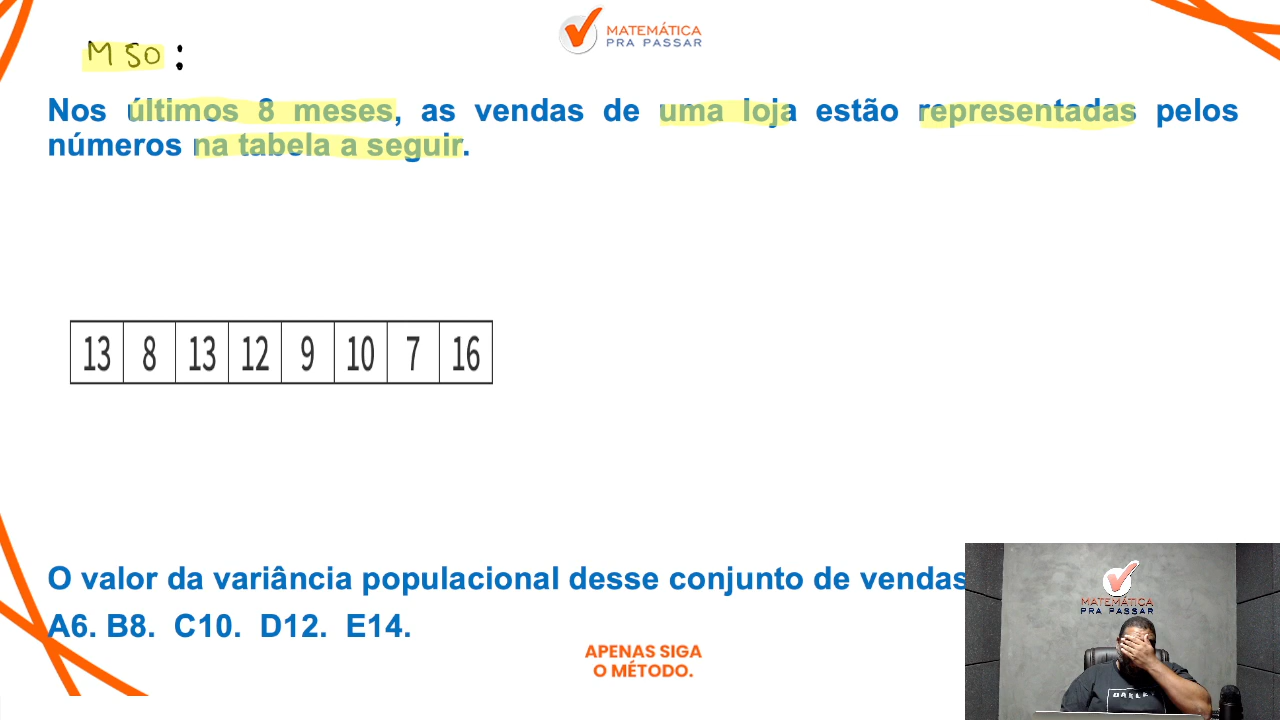 MATEMÁTICA
PRA PASSAR
M50:
Nos últimos 8 meses, as vendas de uma loja estão representadas pelos
números na tabela a seguir.
13 8 13 12 9 10 7 16
O valor da variância populacional desse conjunto de vendas
A6. B8. C10. D12. E14.
APENAS SIGA
O MÉTODO.
MATEMÁTICA
PRA PASSAR